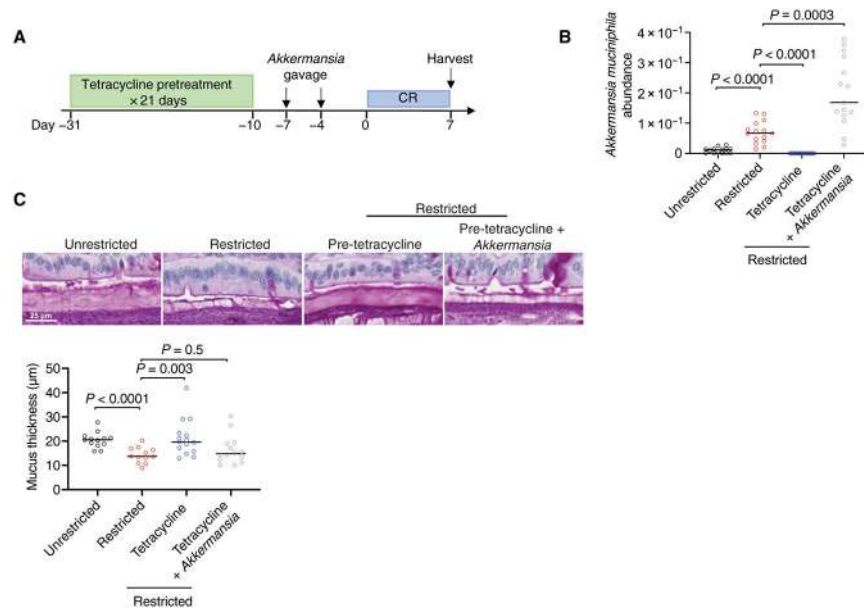 A
Tetracycline pretreatment
× 21 days
Akkermansia
gavage
Harvest
CR
Day −31
−10
−7
−4
0
7
B
P = 0.0003
P < 0.0001
P < 0.0001
Akkermansia muciniphila
abundance
4 × 10⁻¹
3 × 10⁻¹
2 × 10⁻¹
1 × 10⁻¹
0
Unrestricted
Restricted
Tetracycline
Tetracycline
+ Akkermansia
Restricted
C
Restricted
Unrestricted
Restricted
Pre-tetracycline
Pre-tetracycline +
Akkermansia
25 µm
P = 0.5
P = 0.003
P < 0.0001
Mucus thickness (µm)
50
40
30
20
10
0
Unrestricted
Restricted
Tetracycline
Tetracycline
× Akkermansia
Restricted